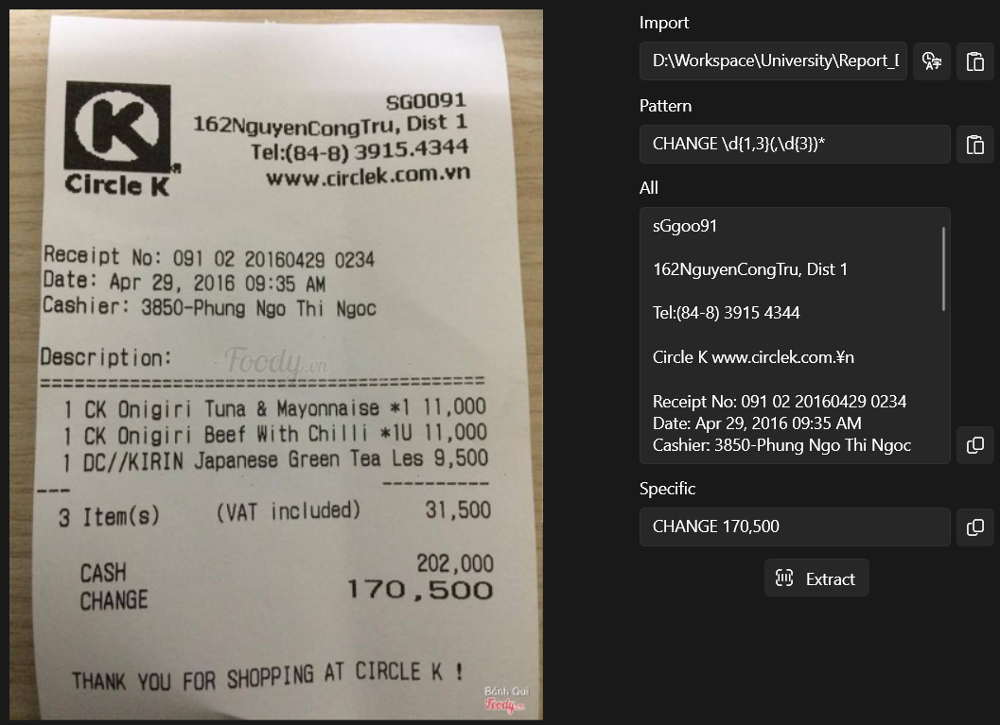 SG0091
162NguyenCongTru, Dist 1
Tel:(84-8) 3915.4344
www.circlek.com.vn
K
Circle K
Receipt No: 091 02 20160429 0234
Date: Apr 29, 2016 09:35 AM
Cashier: 3850-Phung Ngo Thi Ngoc
Description:
Foody.vn
1 CK Onigiri Tuna & Mayonnaise *1 11,000
1 CK Onigiri Beef With Chilli *1U 11,000
1 DC//KIRIN Japanese Green Tea Les 9,500
3 Item(s) (VAT included) 31,500
CASH 202,000
CHANGE 170,500
THANK YOU FOR SHOPPING AT CIRCLE K !
Bánh Qui
Foody.vn
Import
D:\Workspace\University\Report_
Pattern
CHANGE \d{1,3}(,\d{3})*
All
sGgoo91
162NguyenCongTru, Dist 1
Tel:(84-8) 3915 4344
Circle K www.circlek.com.¥n
Receipt No: 091 02 20160429 0234
Date: Apr 29, 2016 09:35 AM
Cashier: 3850-Phung Ngo Thi Ngoc
Specific
CHANGE 170,500
Extract